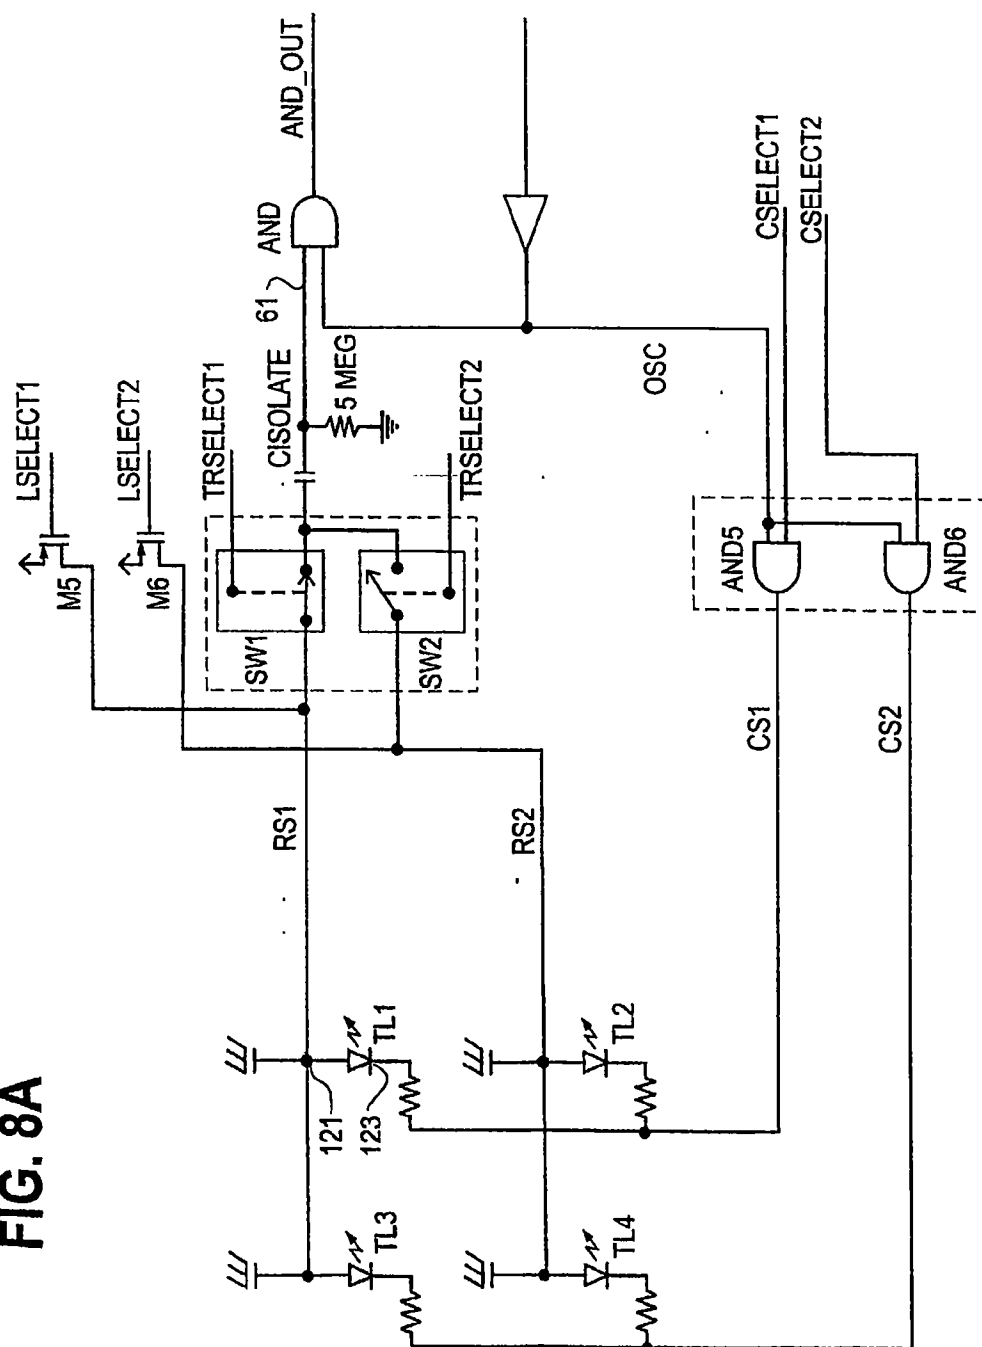 FIG. 8A
LSELECT1
LSELECT2
M5
M6
TRSELECT1
TRSELECT2
SW1
SW2
CISOLATE
5 MEG
61
AND
AND_OUT
OSC
CSELECT1
CSELECT2
AND5
AND6
CS1
CS2
RS1
RS2
121
123
TL1
TL2
TL3
TL4